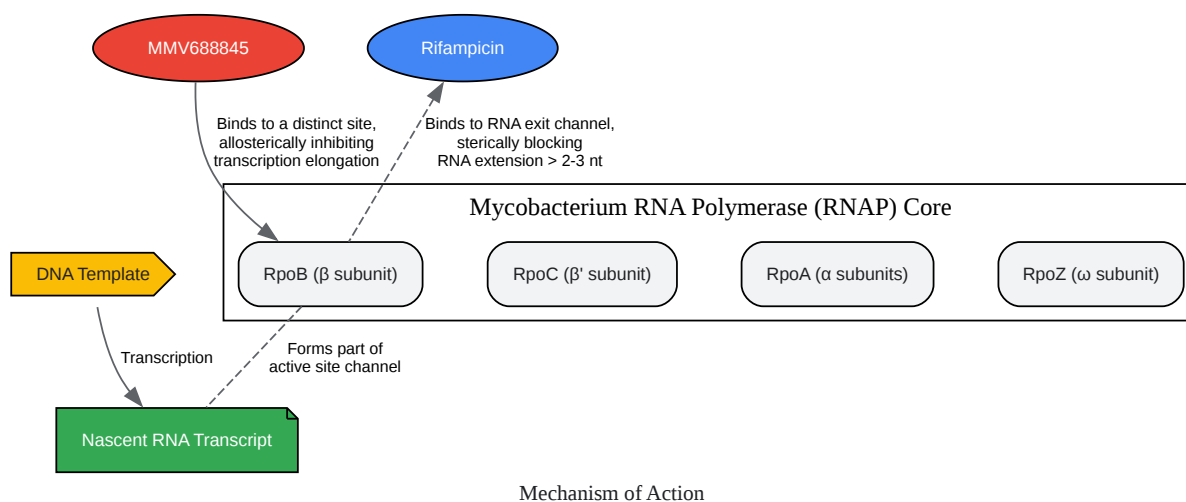 MMV688845
Rifampicin
Binds to a distinct site,
allosterically inhibiting
transcription elongation
Binds to RNA exit channel,
sterically blocking
RNA extension > 2-3 nt
Mycobacterium RNA Polymerase (RNAP) Core
DNA Template
RpoB (β subunit)
RpoC (β' subunit)
RpoA (α subunits)
RpoZ (ω subunit)
Transcription
Forms part of
active site channel
Nascent RNA Transcript
Mechanism of Action